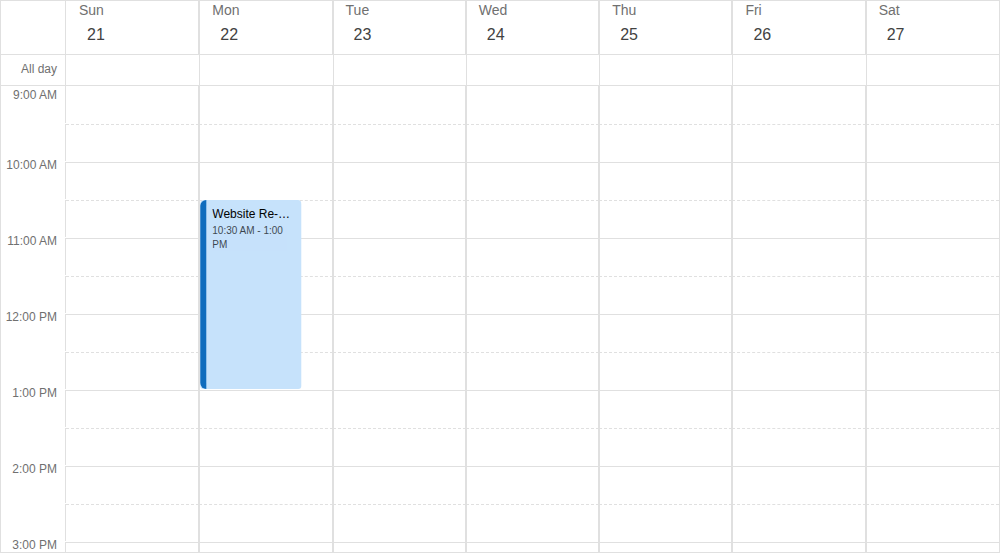 Sun Mon Tue Wed Thu Fri Sat
21 22 23 24 25 26 27
All day
9:00 AM
10:00 AM
Website Re-...
10:30 AM - 1:00
PM
11:00 AM
12:00 PM
1:00 PM
2:00 PM
3:00 PM